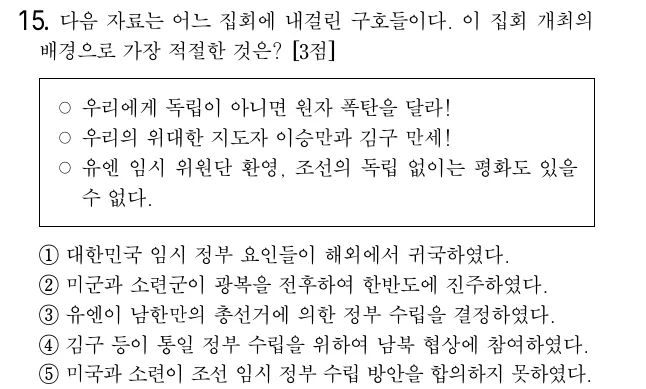 15. 다음 자료는 어느 집회에 내걸린 구호들이다. 이 집회 개최의
배경으로 가장 적절한 것은? [3점]
○ 우리에게 독립이 아니면 원자 폭탄을 달라!
○ 우리의 위대한 지도자 이승만과 김구 만세!
○ 유엔 임시 위원단 환영, 조선의 독립 없이는 평화도 있을
수 없다.
① 대한민국 임시 정부 요인들이 해외에서 귀국하였다.
② 미군과 소련군이 광복을 전후하여 한반도에 진주하였다.
③ 유엔이 남한만의 총선거에 의한 정부 수립을 결정하였다.
④ 김구 등이 통일 정부 수립을 위하여 남북 협상에 참여하였다.
⑤ 미국과 소련이 조선 임시 정부 수립 방안을 합의하지 못하였다.